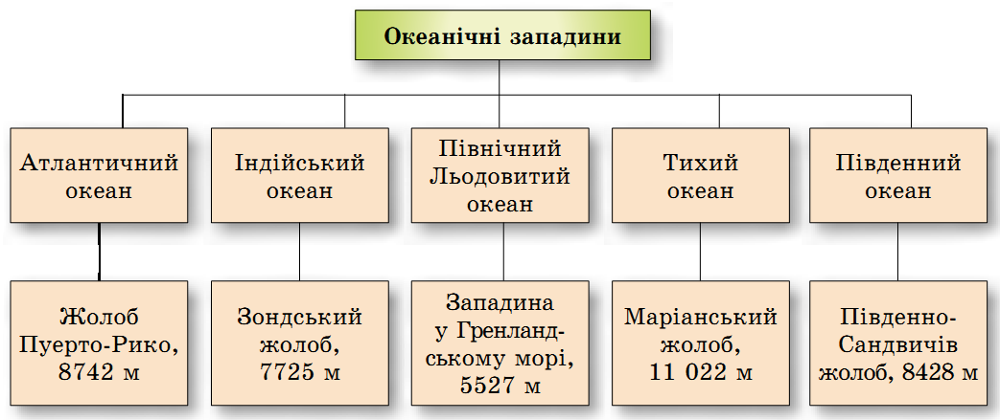 Океанічні западини
Атлантичний
океан
Індійський
океан
Північний
Льодовитий
океан
Тихий
океан
Південний
океан
Жолоб
Пуерто-Рико,
8742 м
Зондський
жолоб,
7725 м
Западина
у Гренланд-
ському морі,
5527 м
Маріанський
жолоб,
11 022 м
Південно-
Сандвичів
жолоб, 8428 м